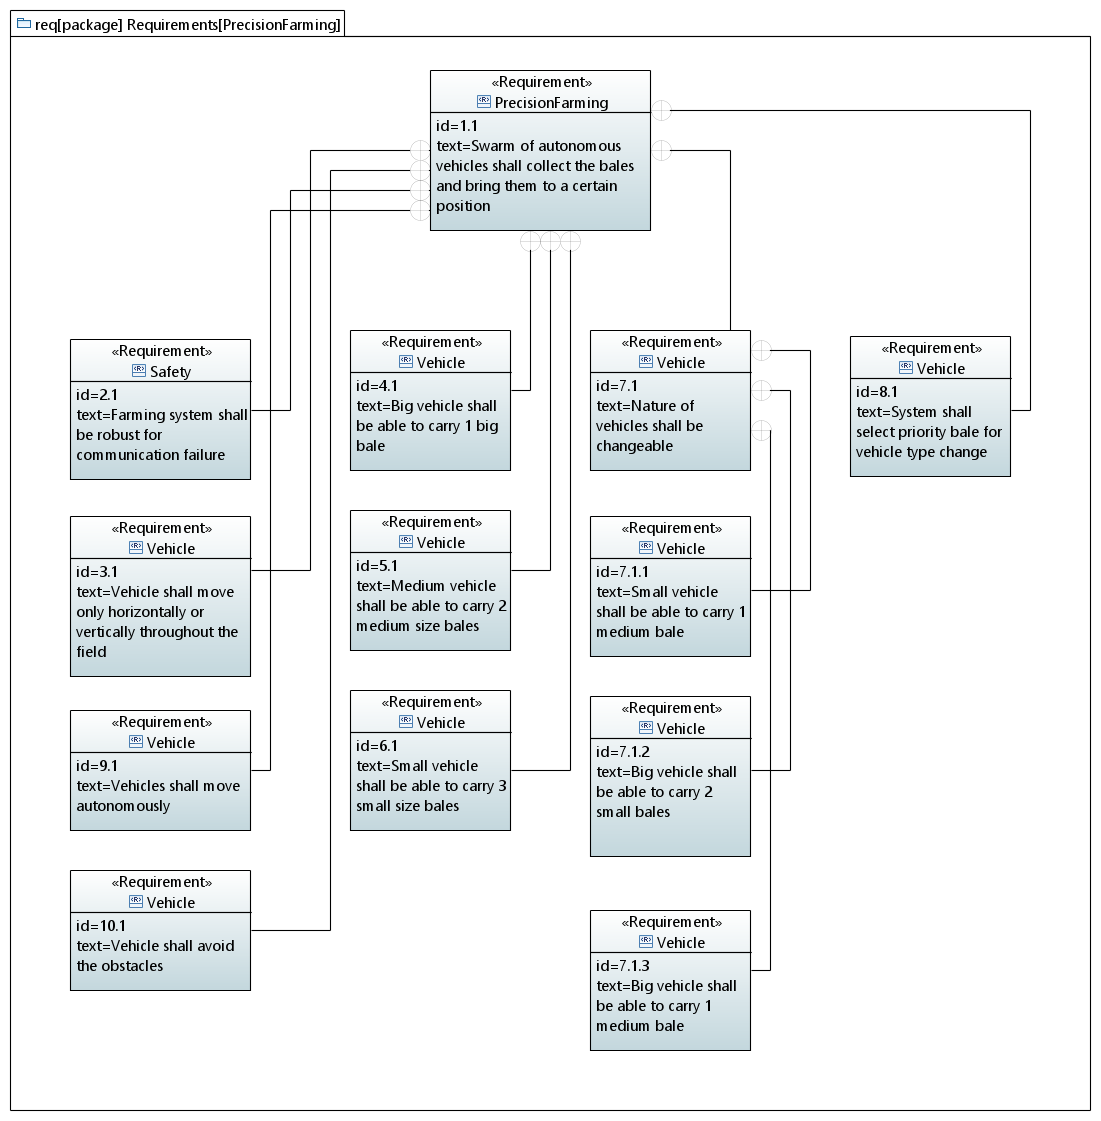 req[package] Requirements[PrecisionFarming]
«Requirement»
PrecisionFarming
id=1.1
text=Swarm of autonomous
vehicles shall collect the bales
and bring them to a certain
position
«Requirement»
Safety
id=2.1
text=Farming system shall
be robust for
communication failure
«Requirement»
Vehicle
id=4.1
text=Big vehicle shall
be able to carry 1 big
bale
«Requirement»
Vehicle
id=7.1
text=Nature of
vehicles shall be
changeable
«Requirement»
Vehicle
id=8.1
text=System shall
select priority bale for
vehicle type change
«Requirement»
Vehicle
id=3.1
text=Vehicle shall move
only horizontally or
vertically throughout the
field
«Requirement»
Vehicle
id=5.1
text=Medium vehicle
shall be able to carry 2
medium size bales
«Requirement»
Vehicle
id=7.1.1
text=Small vehicle
shall be able to carry 1
medium bale
«Requirement»
Vehicle
id=9.1
text=Vehicles shall move
autonomously
«Requirement»
Vehicle
id=6.1
text=Small vehicle
shall be able to carry 3
small size bales
«Requirement»
Vehicle
id=7.1.2
text=Big vehicle shall
be able to carry 2
small bales
«Requirement»
Vehicle
id=10.1
text=Vehicle shall avoid
the obstacles
«Requirement»
Vehicle
id=7.1.3
text=Big vehicle shall
be able to carry 1
medium bale